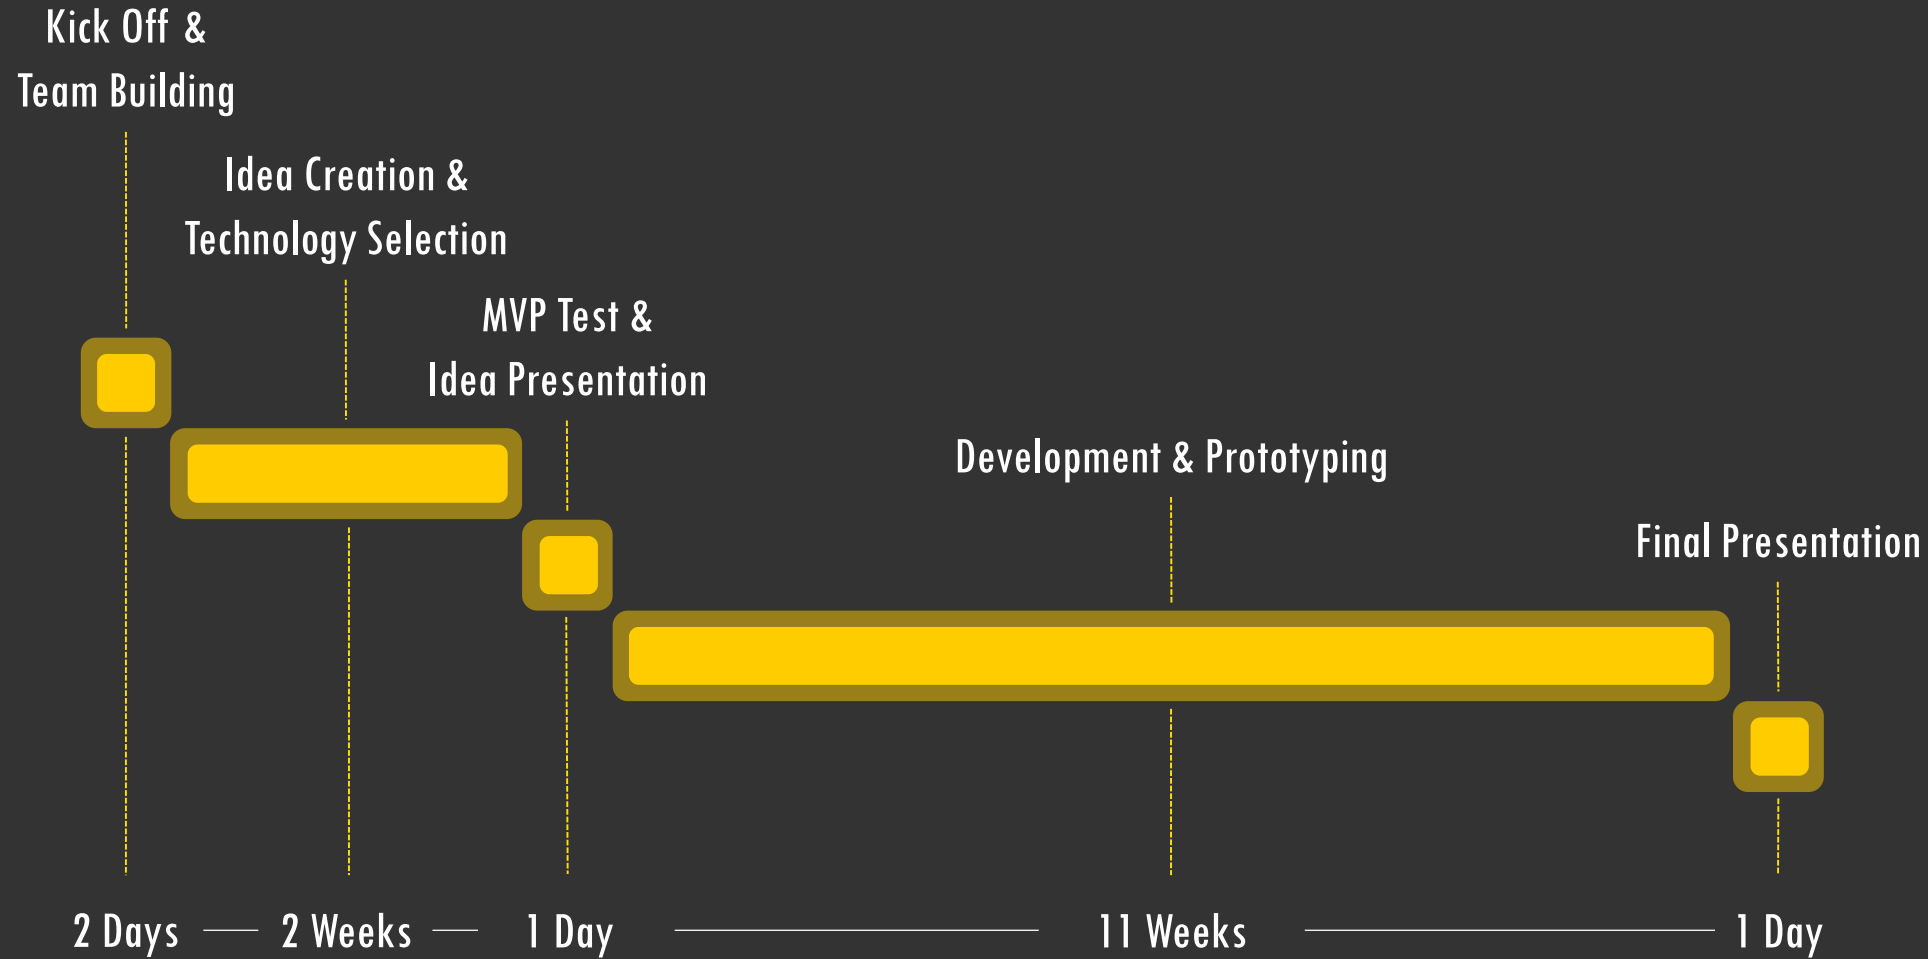 Kick Off &
Team Building
Idea Creation &
Technology Selection
MVP Test &
Idea Presentation
Development & Prototyping
Final Presentation
2 Days
2 Weeks
1 Day
11 Weeks
1 Day